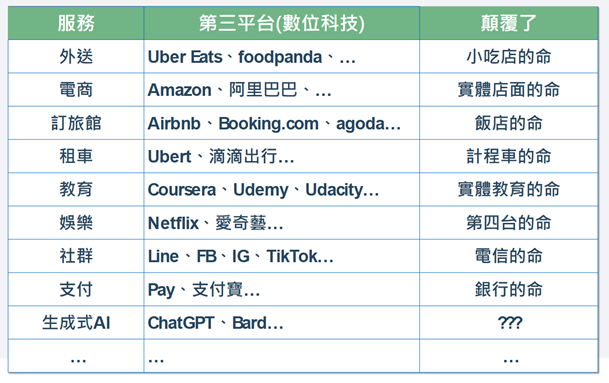 服務 第三平台(數位科技) 顛覆了
外送 Uber Eats、foodpanda、… 小吃店的命
電商 Amazon、阿里巴巴、… 實體店面的命
訂旅館 Airbnb、Booking.com、agoda… 飯店的命
租車 Ubert、滴滴出行… 計程車的命
教育 Coursera、Udemy、Udacity… 實體教育的命
娛樂 Netflix、愛奇藝… 第四台的命
社群 Line、FB、IG、TikTok… 電信的命
支付 Pay、支付寶… 銀行的命
生成式AI ChatGPT、Bard… ???
… … …